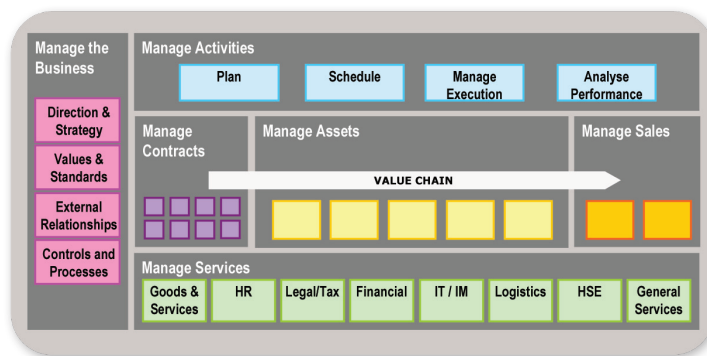 Manage the
Business
Direction &
Strategy
Values &
Standards
External
Relationships
Controls and
Processes
Manage Activities
Plan
Schedule
Manage
Execution
Analyse
Performance
Manage
Contracts
Manage Assets
Manage Sales
VALUE CHAIN
Manage Services
Goods &
Services
HR
Legal/Tax
Financial
IT / IM
Logistics
HSE
General
Services